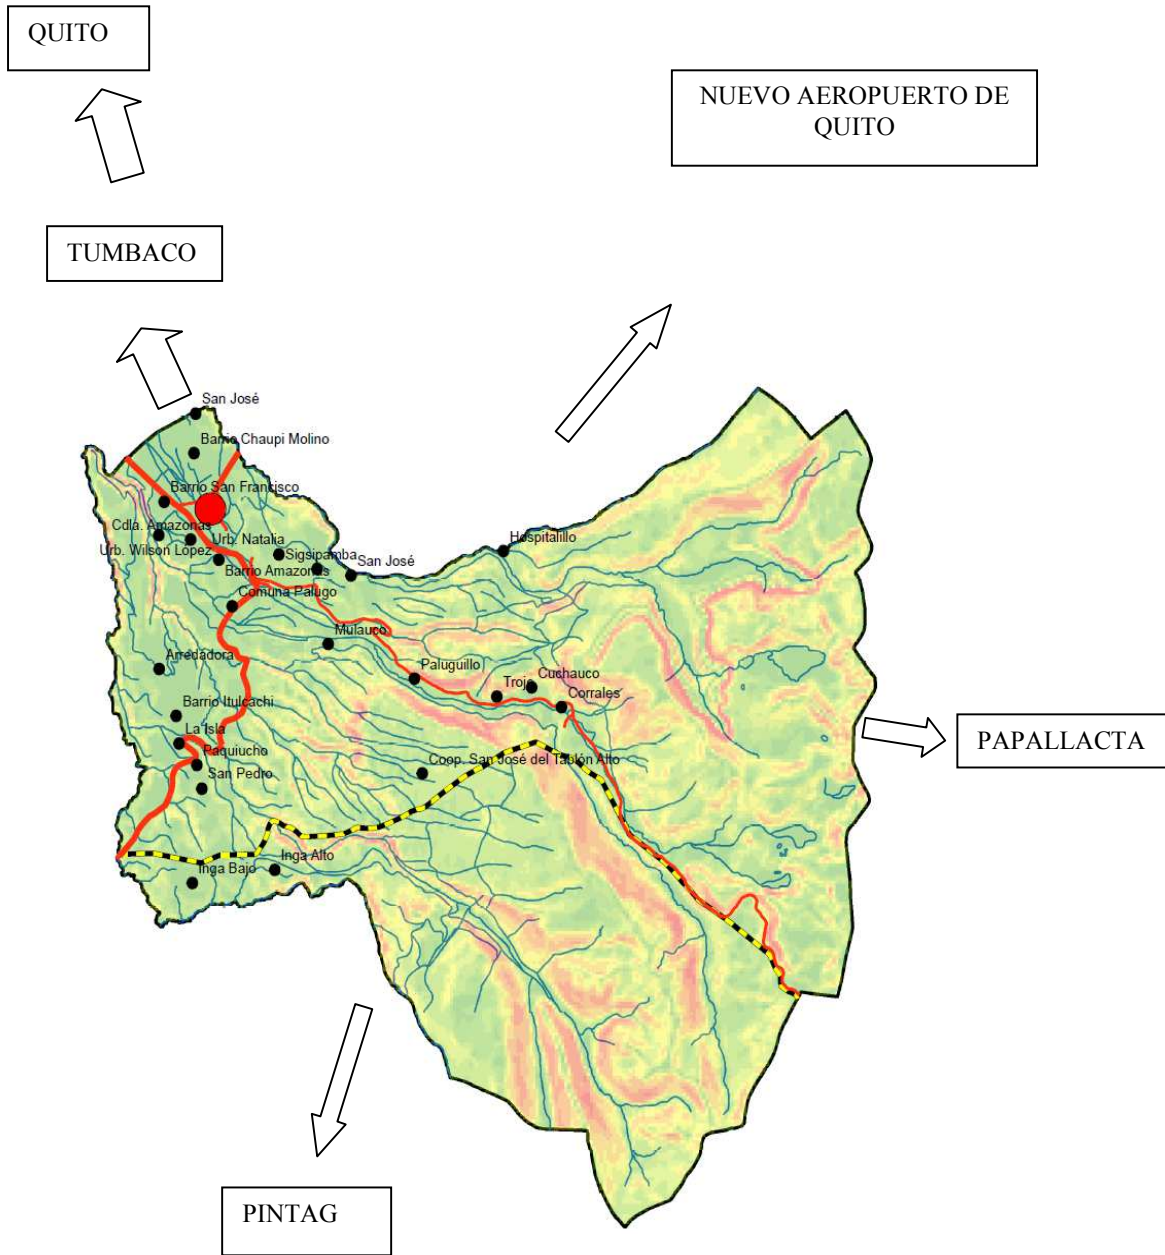 QUITO
NUEVO AEROPUERTO DE
QUITO
TUMBACO
San José
Barrio Chaupi Molino
Barrio San Francisco
Cdla. Amazonas
Urb. Natalia
Hospitalillo
Urb. Wilson López
Sigsipamba
San José
Barrio Amazonas
Comuna Palugo
Mulauco
Arredadora
Paluguillo
Cuchauco
Troje
Corrales
Barrio Itulcachi
La Isla
PAPALLACTA
Paquiucho
Coop. San José del Tablón Alto
San Pedro
Inga Alto
Inga Bajo
PINTAG